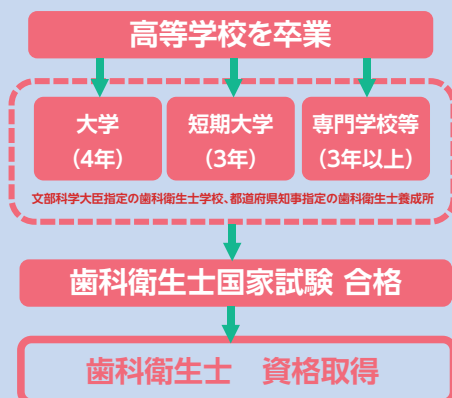 高等学校を卒業
大学 短期大学 専門学校等
(4年) (3年) (3年以上)
文部科学大臣指定の歯科衛生士学校、都道府県知事指定の歯科衛生士養成所
歯科衛生士国家試験 合格
歯科衛生士　資格取得